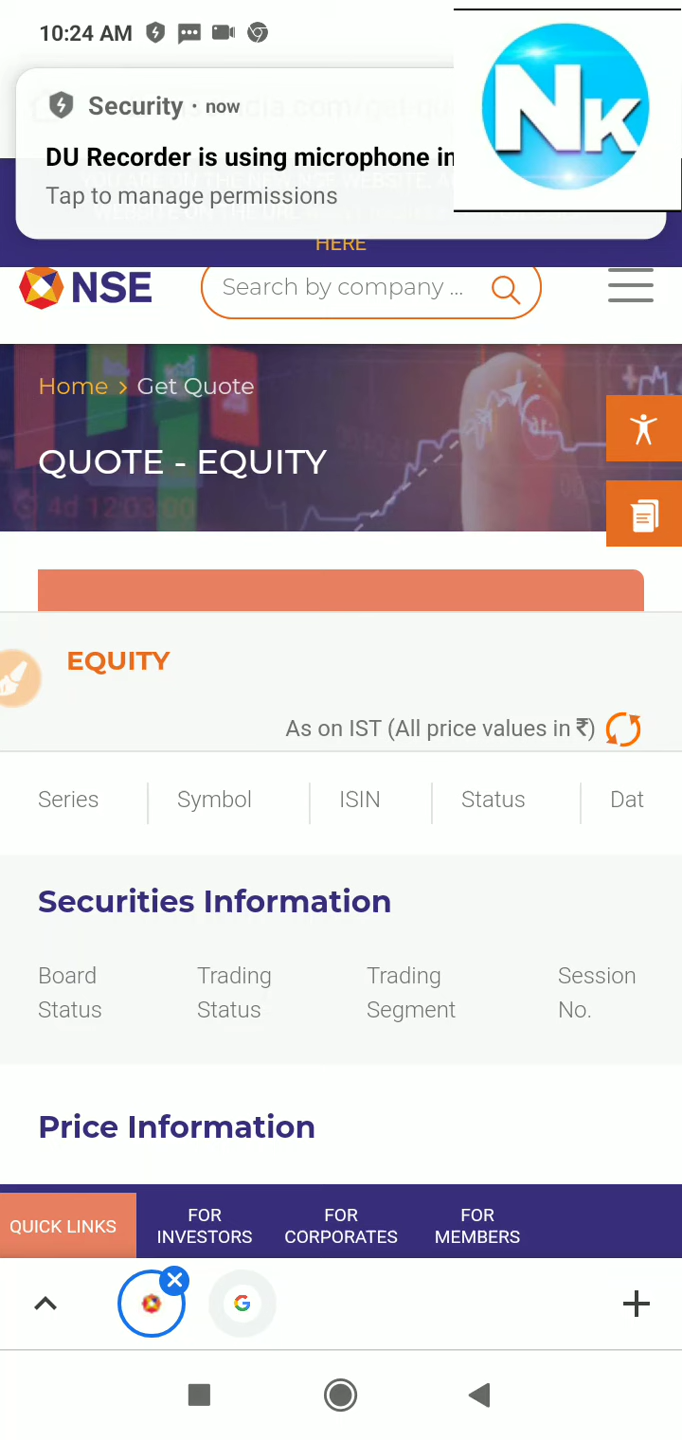 10:24 AM
Security · now
DU Recorder is using microphone in
Tap to manage permissions
NK
HERE
NSE
Search by company ...
Home > Get Quote
QUOTE - EQUITY
EQUITY
As on IST (All price values in ₹)
Series Symbol ISIN Status Dat
Securities Information
Board Trading Trading Session
Status Status Segment No.
Price Information
QUICK LINKS
FOR FOR FOR
INVESTORS CORPORATES MEMBERS